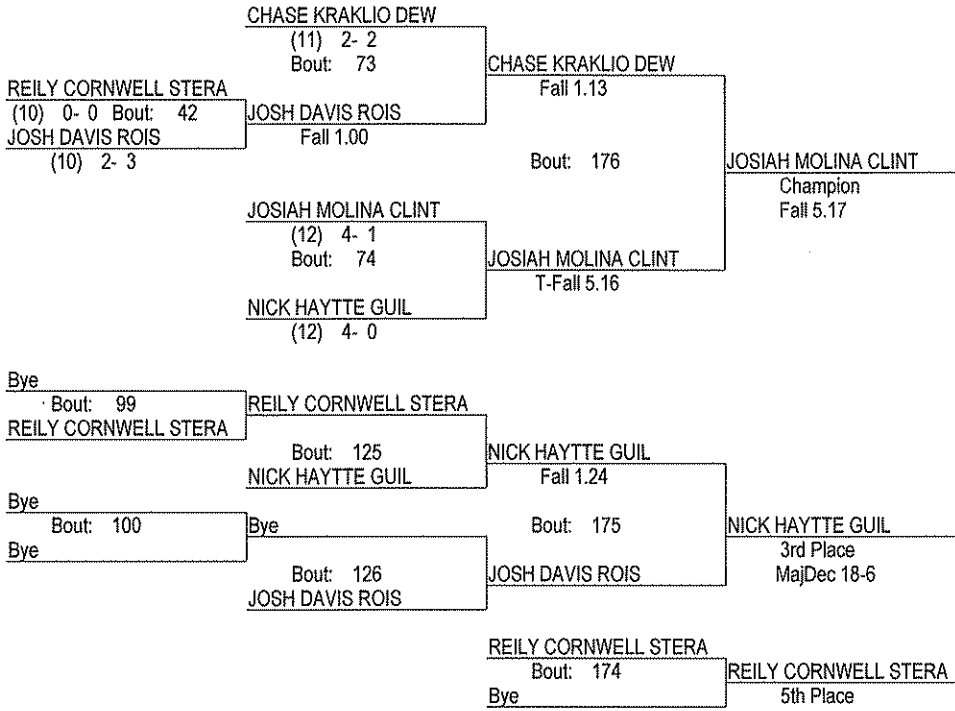 CHASE KRAKLIO DEW
(11) 2- 2
Bout: 73
CHASE KRAKLIO DEW
Fall 1.13
REILY CORNWELL STERA
(10) 0- 0 Bout: 42
JOSH DAVIS ROIS
JOSH DAVIS ROIS
Fall 1.00
(10) 2- 3
Bout: 176
JOSIAH MOLINA CLINT
Champion
Fall 5.17
JOSIAH MOLINA CLINT
(12) 4- 1
Bout: 74
JOSIAH MOLINA CLINT
T-Fall 5.16
NICK HAYTTE GUIL
(12) 4- 0
Bye
Bout: 99
REILY CORNWELL STERA
REILY CORNWELL STERA
Bout: 125
NICK HAYTTE GUIL
NICK HAYTTE GUIL
Fall 1.24
Bye
Bout: 100
Bye
Bye
Bout: 175
NICK HAYTTE GUIL
3rd Place
MajDec 18-6
Bout: 126
JOSH DAVIS ROIS
JOSH DAVIS ROIS
REILY CORNWELL STERA
Bout: 174
Bye
REILY CORNWELL STERA
5th Place